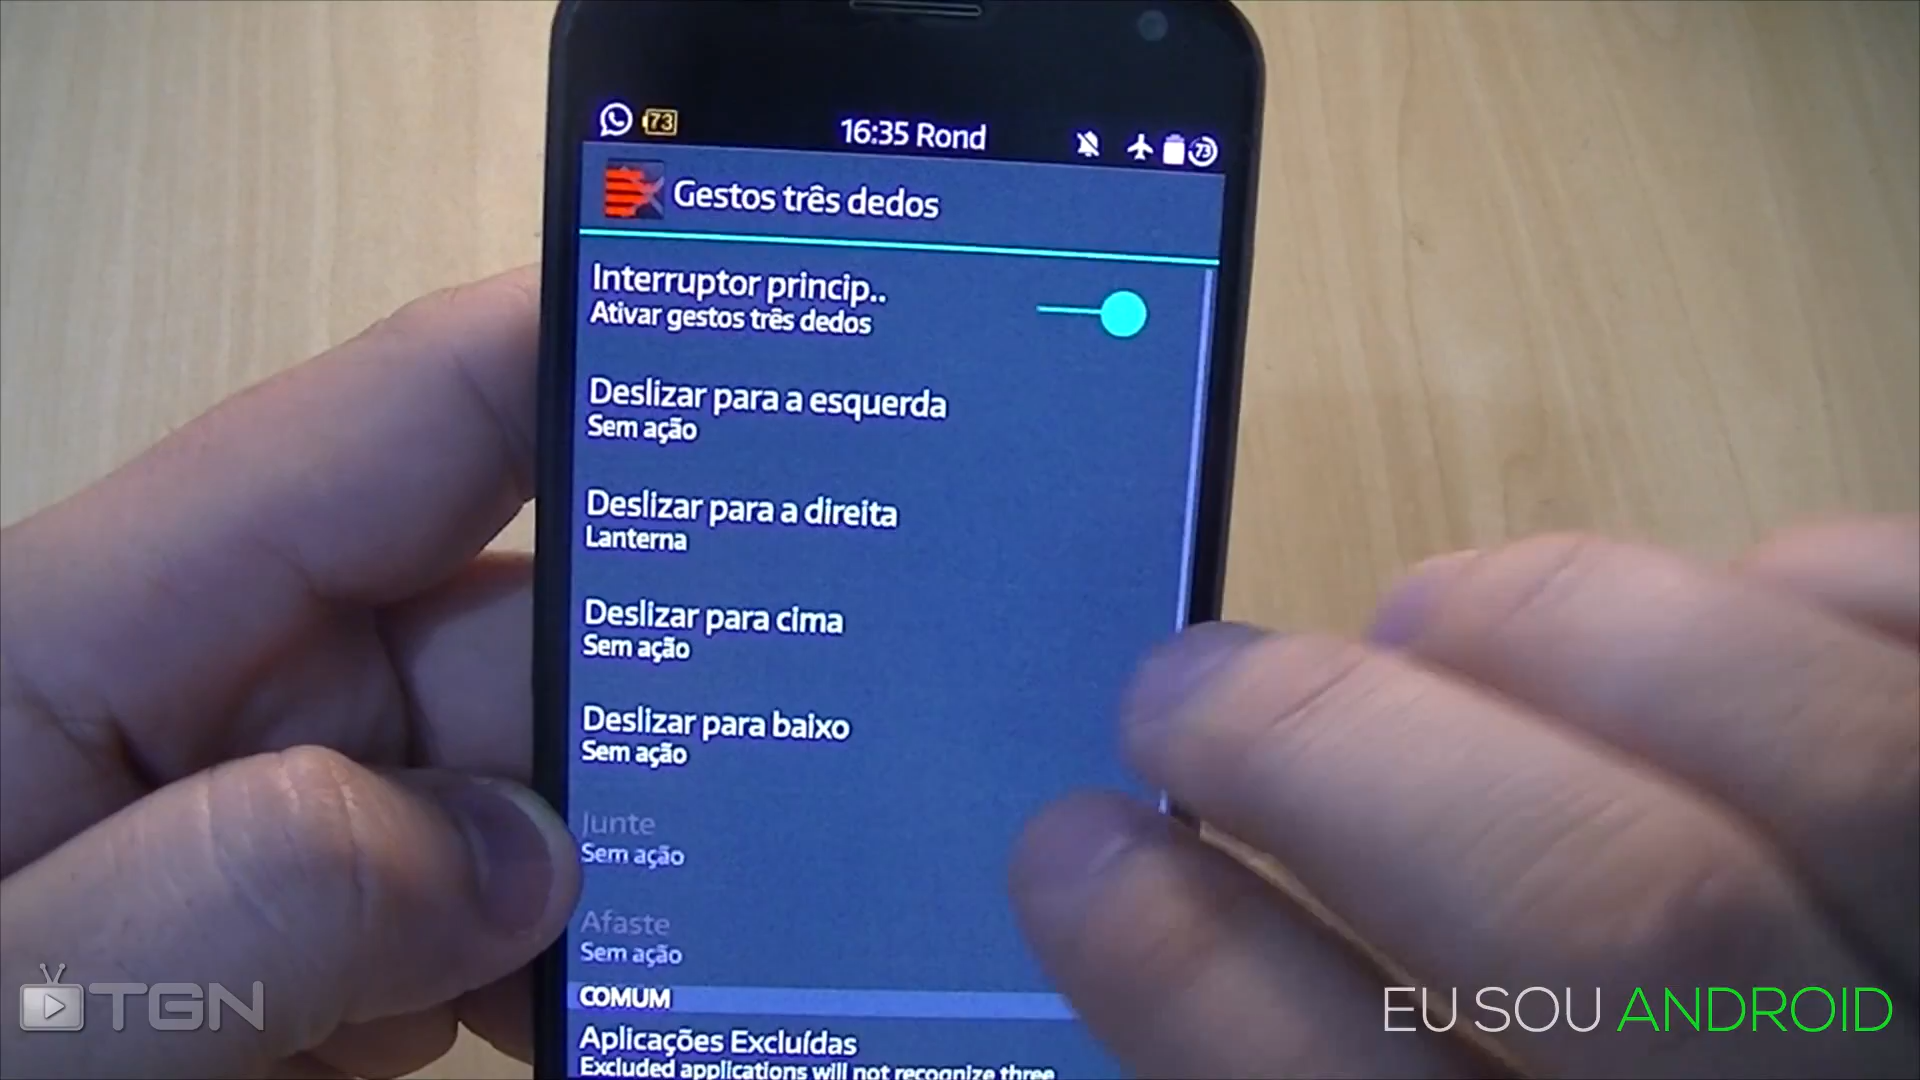 73
16:35 Rond
73
Gestos três dedos
Interruptor princip..
Ativar gestos três dedos
Deslizar para a esquerda
Sem ação
Deslizar para a direita
Lanterna
Deslizar para cima
Sem ação
Deslizar para baixo
Sem ação
Junte
Sem ação
Afaste
Sem ação
COMUM
Aplicações Excluídas
Excluded applications will not recognize three
TGN
EU SOU ANDROID